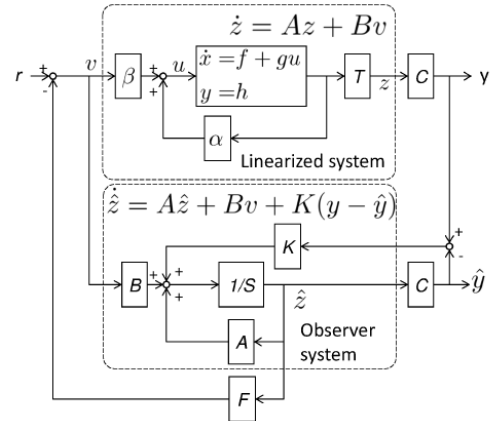 ż = Az + Bv
r
+
-
v
β
+
+
u
ẋ = f + gu
y = h
T
z
C
y
α
Linearized system
ẑ̇ = Aẑ + Bv + K(y − ŷ)
K
+
-
B
+
+
+
1/S
ẑ
C
ŷ
A
Observer
system
F